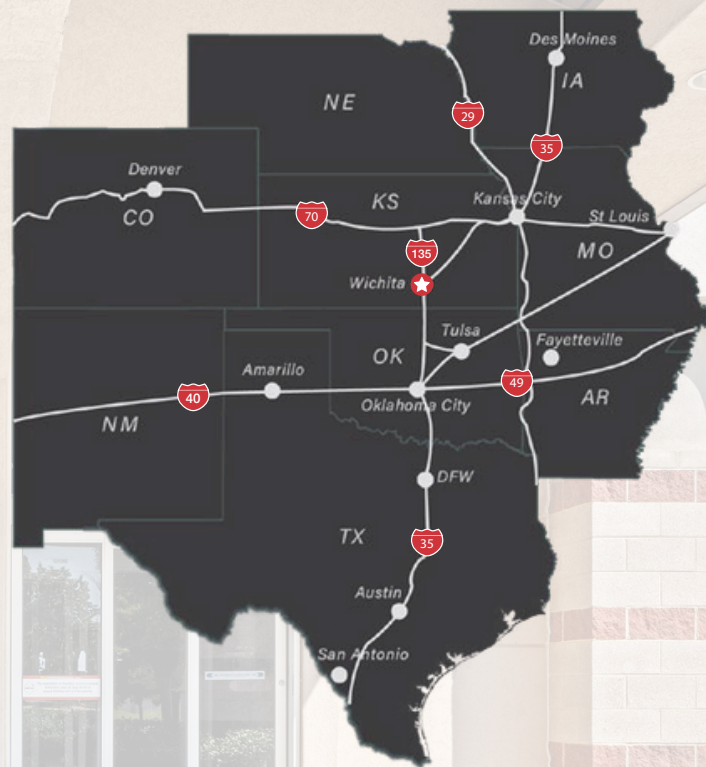 Des Moines
IA
NE
29
35
Denver
KS
Kansas City
CO
70
St Louis
135
MO
Wichita
Tulsa
Fayetteville
OK
Amarillo
49
40
Oklahoma City
AR
NM
DFW
TX
35
Austin
San Antonio